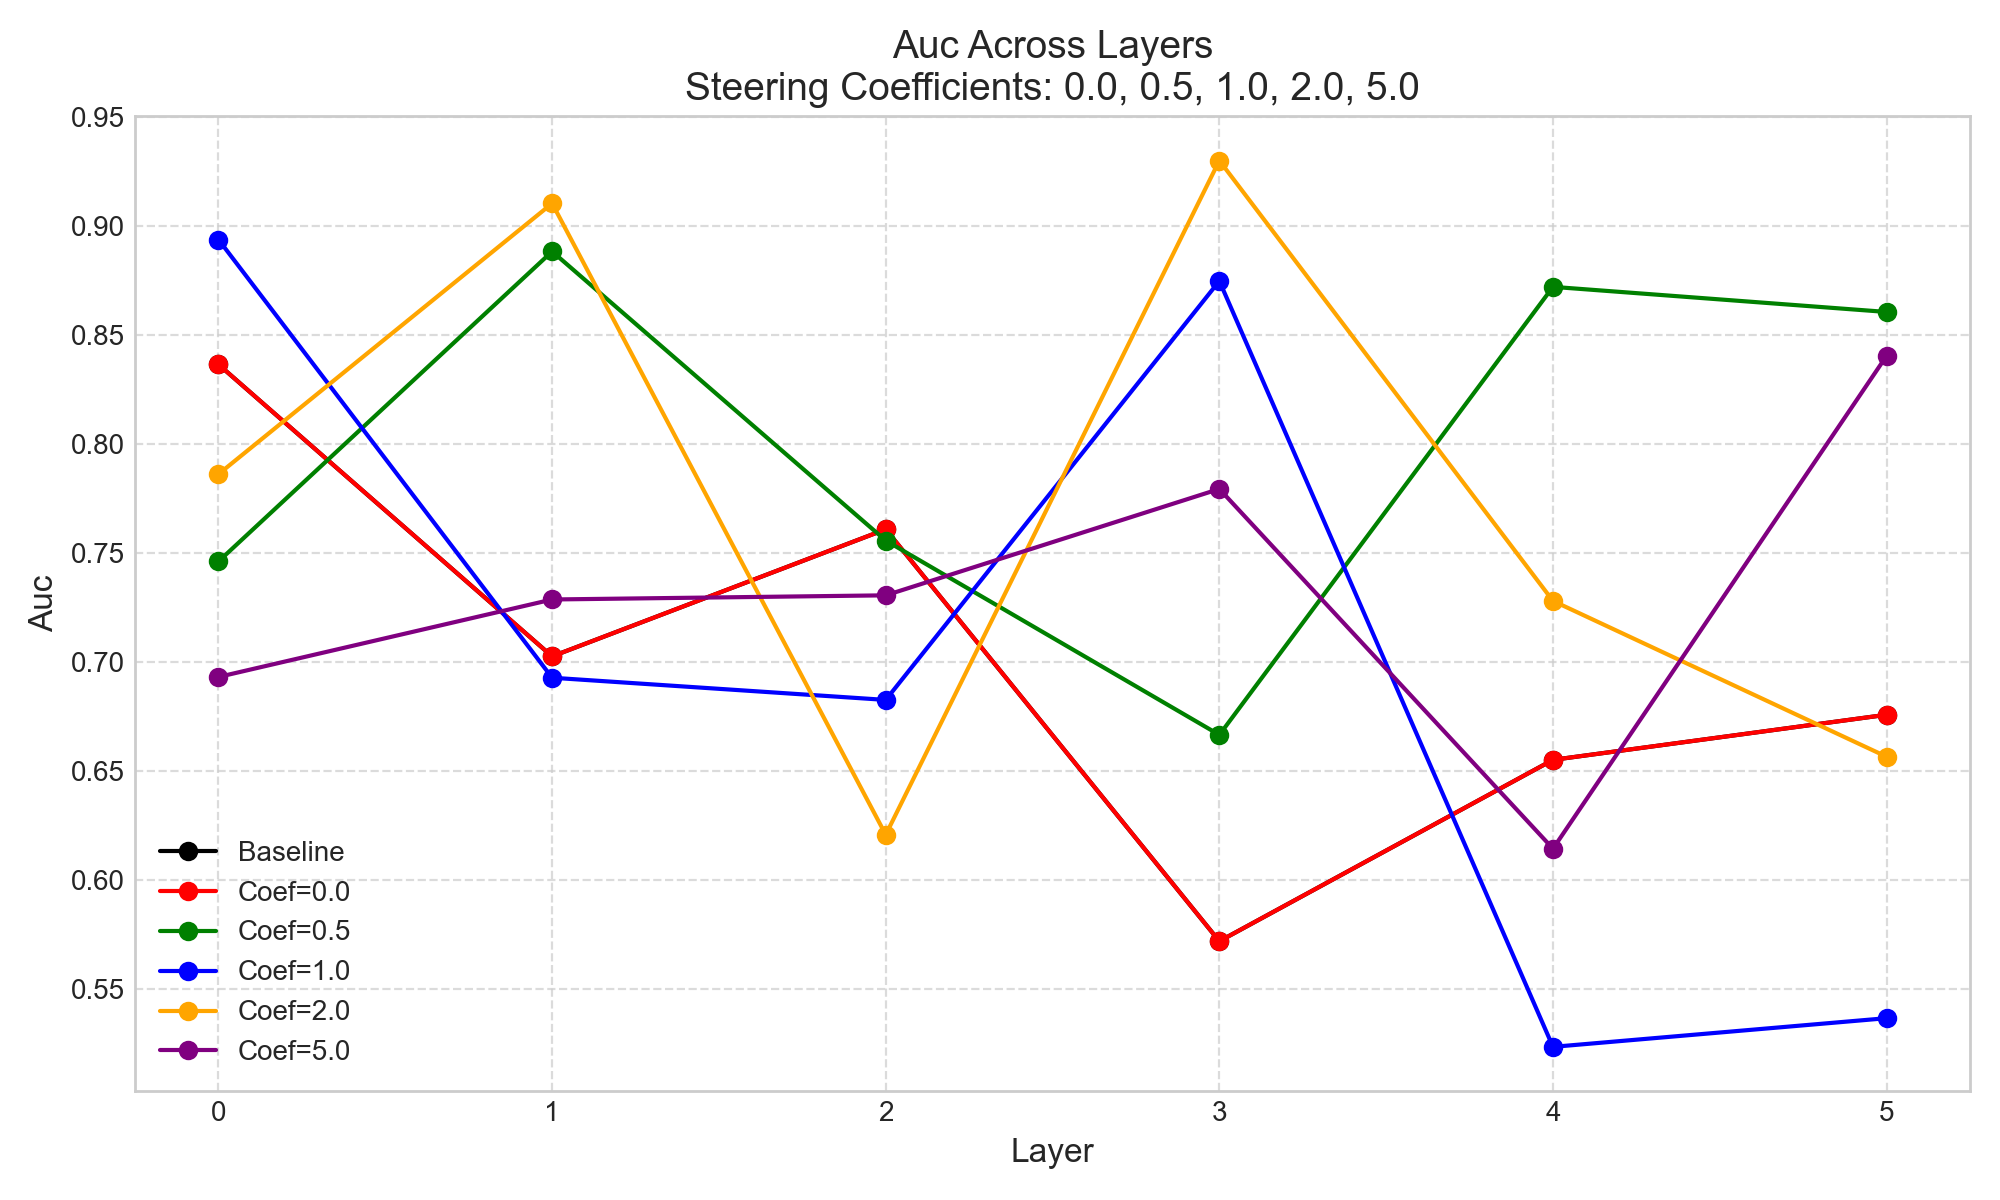 Auc Across Layers
Steering Coefficients: 0.0, 0.5, 1.0, 2.0, 5.0
Auc
0.95
0.90
0.85
0.80
0.75
0.70
0.65
0.60
0.55
Baseline
Coef=0.0
Coef=0.5
Coef=1.0
Coef=2.0
Coef=5.0
0 1 2 3 4 5
Layer